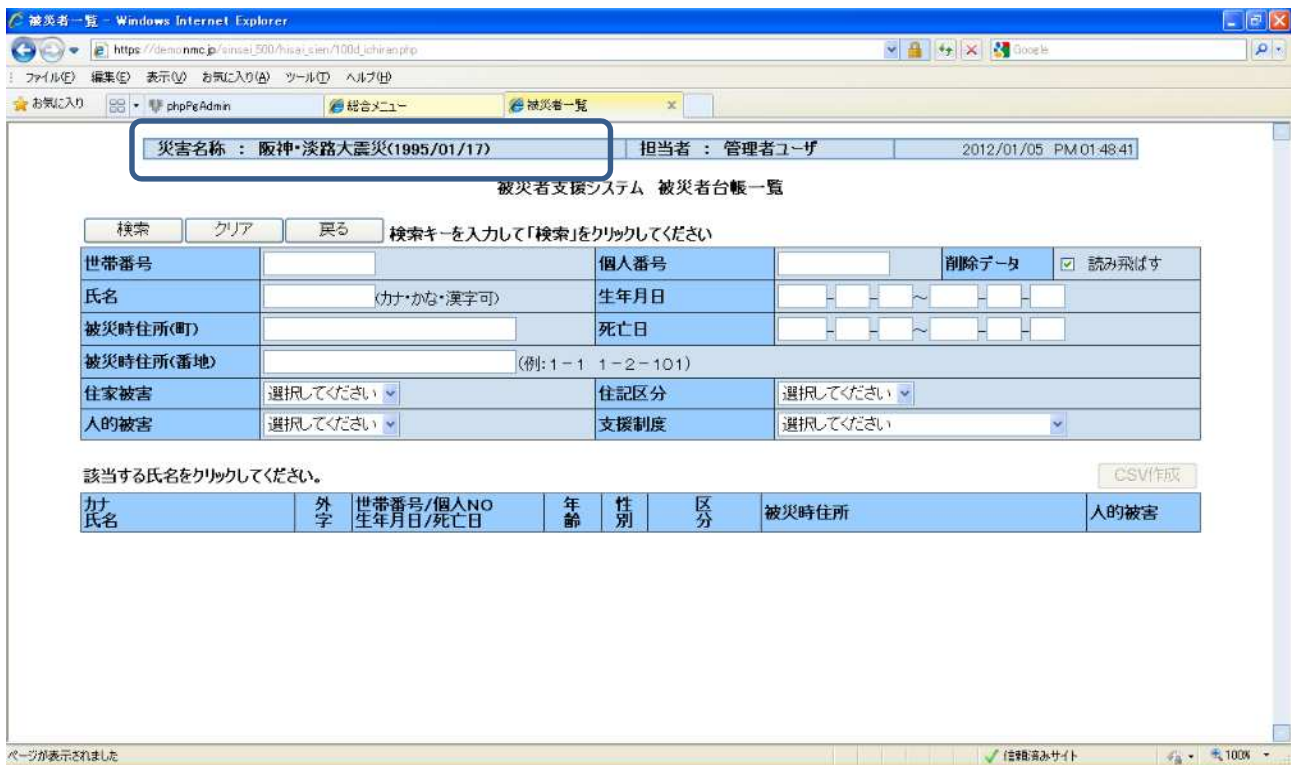 被災者一覧 - Windows Internet Explorer
https://demo.nmc.jp/sinsei_500/hisai_sien/100d_ichiran.php
Google
ファイル(F) 編集(E) 表示(V) お気に入り(A) ツール(T) ヘルプ(H)
お気に入り phpPgAdmin 総合メニュー 被災者一覧
災害名称 : 阪神・淡路大震災(1995/01/17) 担当者 : 管理者ユーザ 2012/01/05 PM 01:48:41
被災者支援システム 被災者台帳一覧
検索 クリア 戻る 検索キーを入力して「検索」をクリックしてください
世帯番号 個人番号 削除データ 読み飛ばす
氏名 (カナ・かな・漢字可) 生年月日 - - ~ - -
被災時住所(町) 死亡日 - - ~ - -
被災時住所(番地) (例:1-1 1-2-101)
住家被害 選択してください 住記区分 選択してください
人的被害 選択してください 支援制度 選択してください
該当する氏名をクリックしてください。 CSV作成
カナ 氏名 外字 世帯番号/個人NO 生年月日/死亡日 年齢 性別 区分 被災時住所 人的被害
ページが表示されました 信頼済みサイト 100%